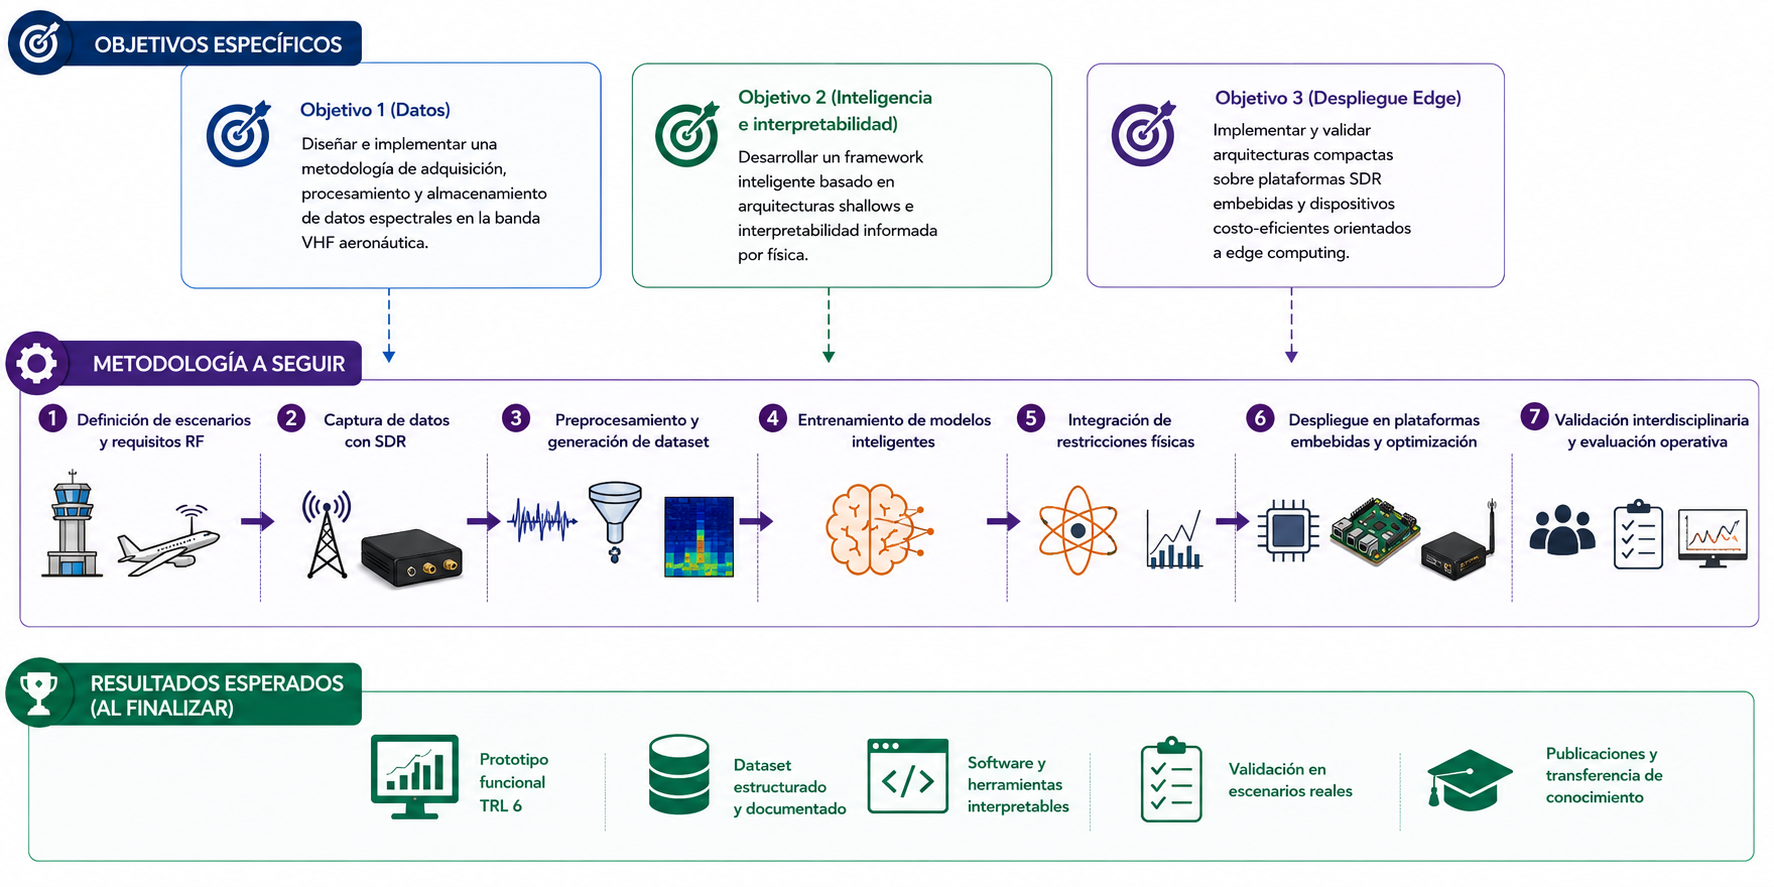 OBJETIVOS ESPECÍFICOS
Objetivo 1 (Datos)
Diseñar e implementar una
metodología de adquisición,
procesamiento y almacenamiento
de datos espectrales en la banda
VHF aeronáutica.
Objetivo 2 (Inteligencia
e interpretabilidad)
Desarrollar un framework
inteligente basado en
arquitecturas shallows e
interpretabilidad informada
por física.
Objetivo 3 (Despliegue Edge)
Implementar y validar
arquitecturas compactas
sobre plataformas SDR
embebidas y dispositivos
costo-eficientes orientados
a edge computing.
METODOLOGÍA A SEGUIR
1 Definición de escenarios
y requisitos RF
2 Captura de datos
con SDR
3 Preprocesamiento y
generación de dataset
4 Entrenamiento de modelos
inteligentes
5 Integración de
restricciones físicas
6 Despliegue en plataformas
embebidas y optimización
7 Validación interdisciplinaria
y evaluación operativa
RESULTADOS ESPERADOS
(AL FINALIZAR)
Prototipo
funcional
TRL 6
Dataset
estructurado
y documentado
</>
Software y
herramientas
interpretables
Validación en
escenarios reales
Publicaciones y
transferencia de
conocimiento